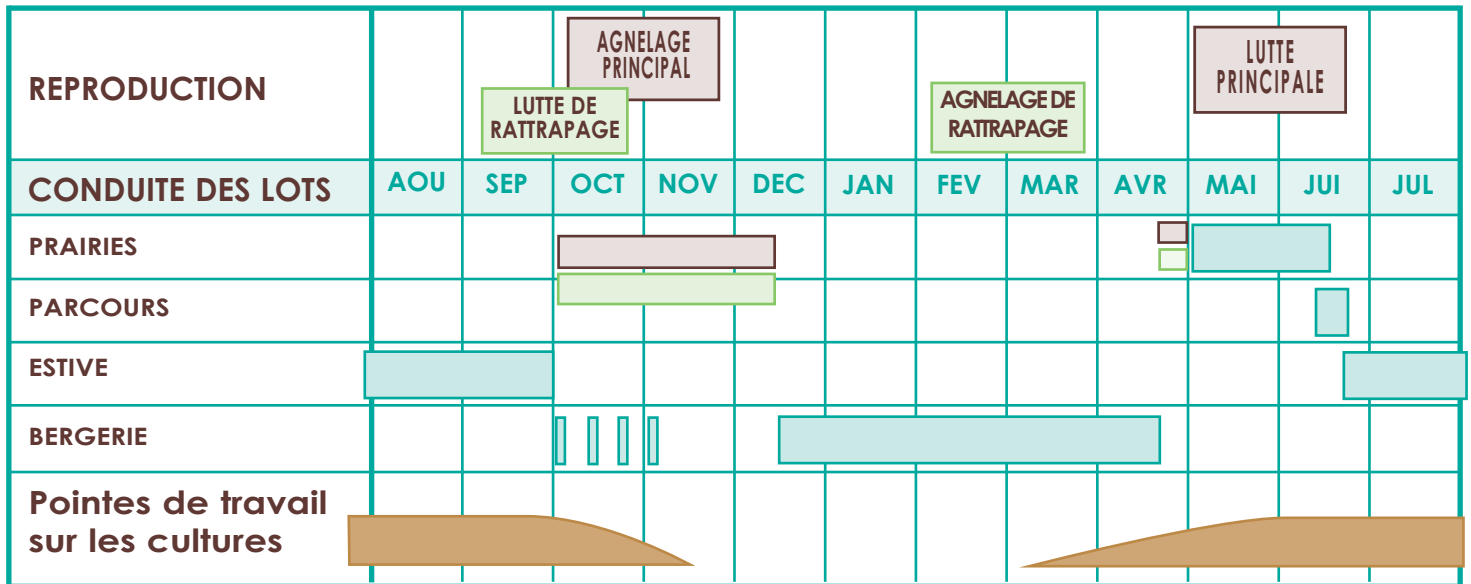 REPRODUCTION
AGNELAGE
PRINCIPAL
LUTTE DE
RATTRAPAGE
AGNELAGE DE
RATTRAPAGE
LUTTE
PRINCIPALE
CONDUITE DES LOTS AOU SEP OCT NOV DEC JAN FEV MAR AVR MAI JUI JUL
PRAIRIES
PARCOURS
ESTIVE
BERGERIE
Pointes de travail
sur les cultures